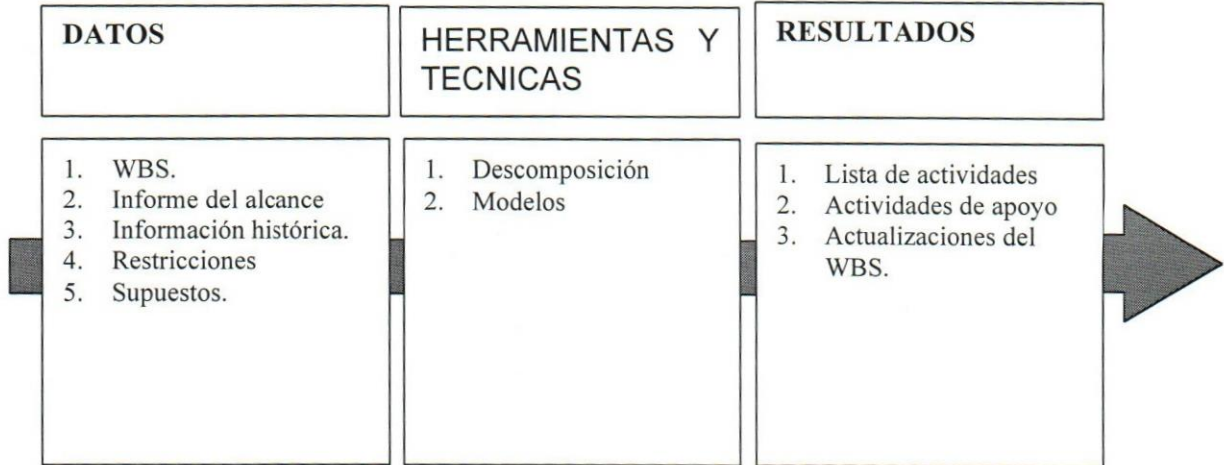 DATOS
HERRAMIENTAS Y
TECNICAS
RESULTADOS
1. WBS.
2. Informe del alcance
3. Información histórica.
4. Restricciones
5. Supuestos.
1. Descomposición
2. Modelos
1. Lista de actividades
2. Actividades de apoyo
3. Actualizaciones del
WBS.